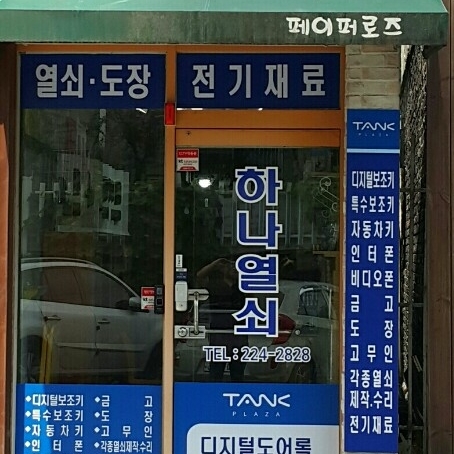 페이퍼로즈
열쇠·도장
전기재료
하나열쇠
TEL:224-2828
TANK
PLAZA
디지털보조키
특수보조키
자동차키
인터폰
비디오폰
금고
도장
고무인
각종열쇠
제작.수리
전기재료
•디지털보조키 •금고
•특수보조키 •도장
•자동차키 •고무인
•인터폰 •각종열쇠제작.수리
TANK
PLAZA
디지털도어록